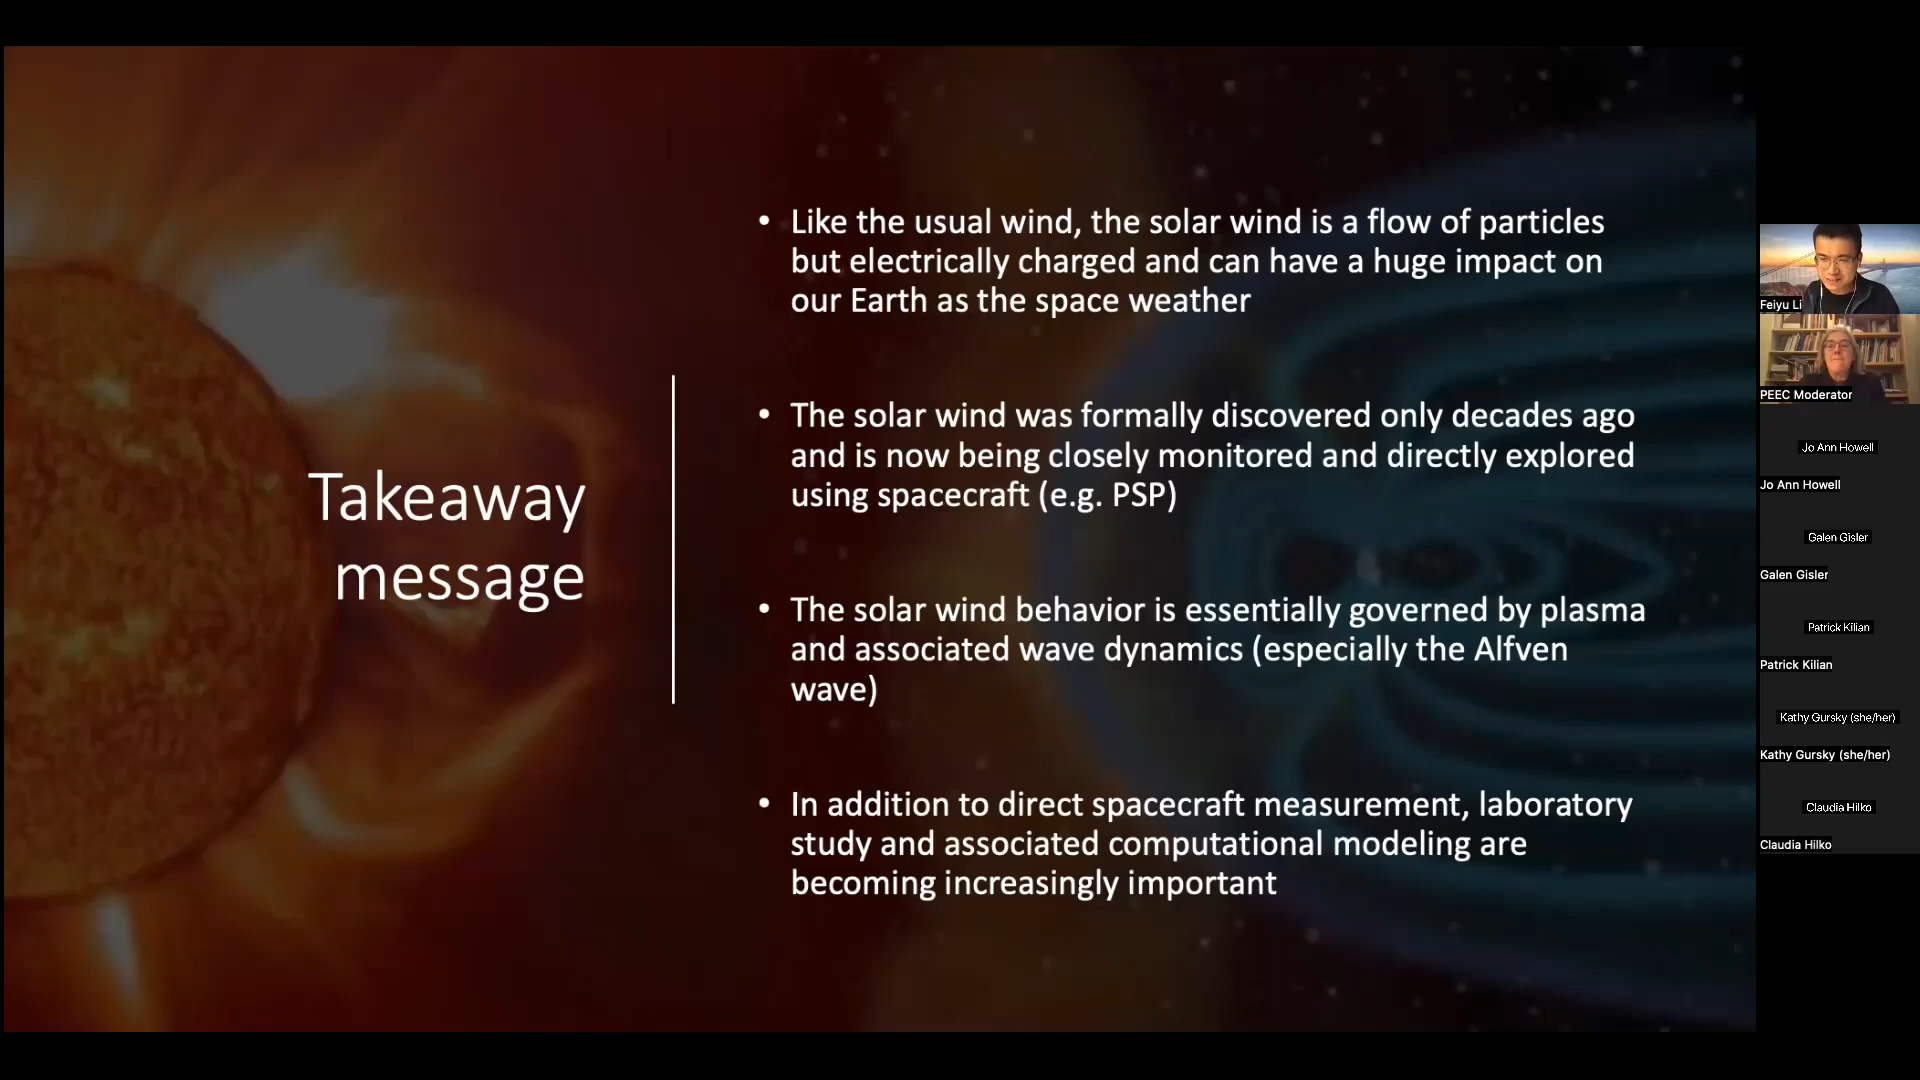 Takeaway
message
• Like the usual wind, the solar wind is a flow of particles
but electrically charged and can have a huge impact on
our Earth as the space weather
• The solar wind was formally discovered only decades ago
and is now being closely monitored and directly explored
using spacecraft (e.g. PSP)
• The solar wind behavior is essentially governed by plasma
and associated wave dynamics (especially the Alfven
wave)
• In addition to direct spacecraft measurement, laboratory
study and associated computational modeling are
becoming increasingly important
Feiyu Li
PEEC Moderator
Jo Ann Howell
Jo Ann Howell
Galen Gisler
Galen Gisler
Patrick Kilian
Patrick Kilian
Kathy Gursky (she/her)
Kathy Gursky (she/her)
Claudia Hilko
Claudia Hilko